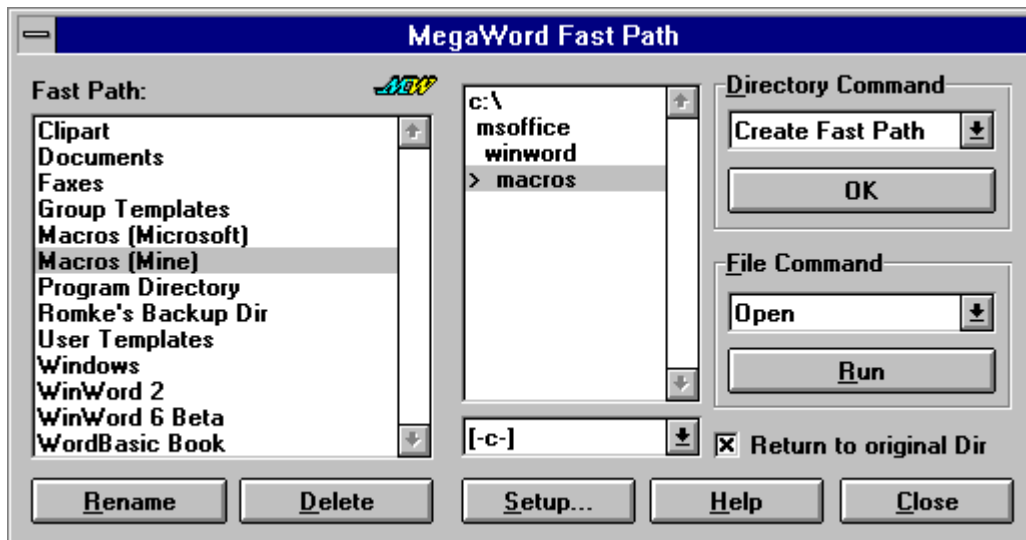 MegaWord Fast Path
Fast Path:
NEW
Clipart
Documents
Faxes
Group Templates
Macros (Microsoft)
Macros (Mine)
Program Directory
Romke's Backup Dir
User Templates
Windows
WinWord 2
WinWord 6 Beta
WordBasic Book
c:\
msoffice
winword
> macros
[-c-]
Directory Command
Create Fast Path
OK
File Command
Open
Run
Return to original Dir
Rename
Delete
Setup...
Help
Close